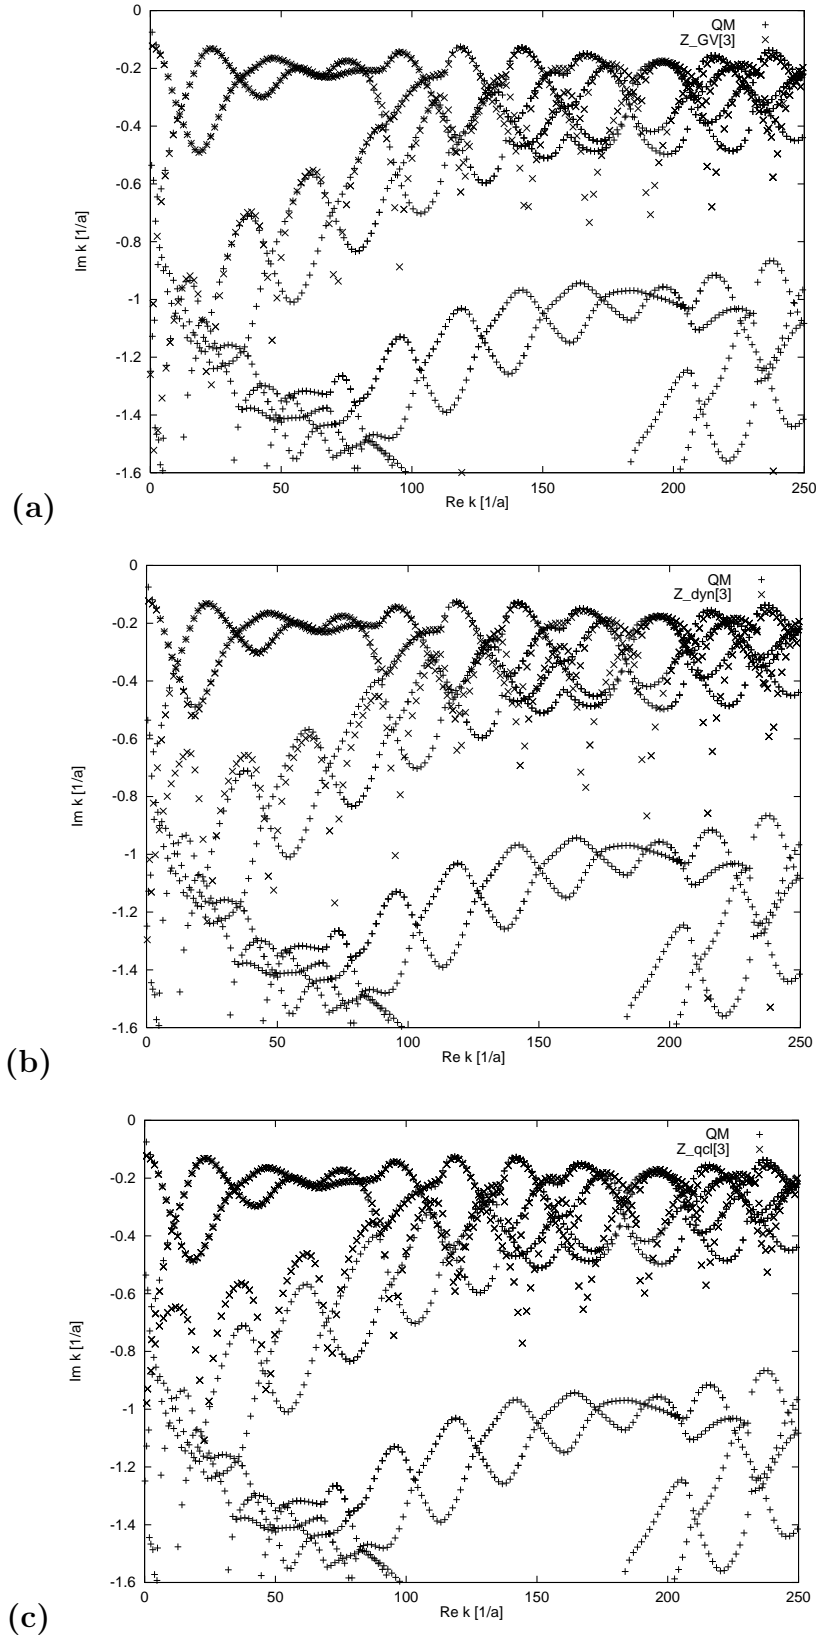 0
-0.2
-0.4
-0.6
-0.8
-1
-1.2
-1.4
-1.6
0 50 100 150 200 250
Im k [1/a]
Re k [1/a]
QM
Z_GV[3]
(a)
0
-0.2
-0.4
-0.6
-0.8
-1
-1.2
-1.4
-1.6
0 50 100 150 200 250
Im k [1/a]
Re k [1/a]
QM
Z_dyn[3]
(b)
0
-0.2
-0.4
-0.6
-0.8
-1
-1.2
-1.4
-1.6
0 50 100 150 200 250
Im k [1/a]
Re k [1/a]
QM
Z_qcl[3]
(c)